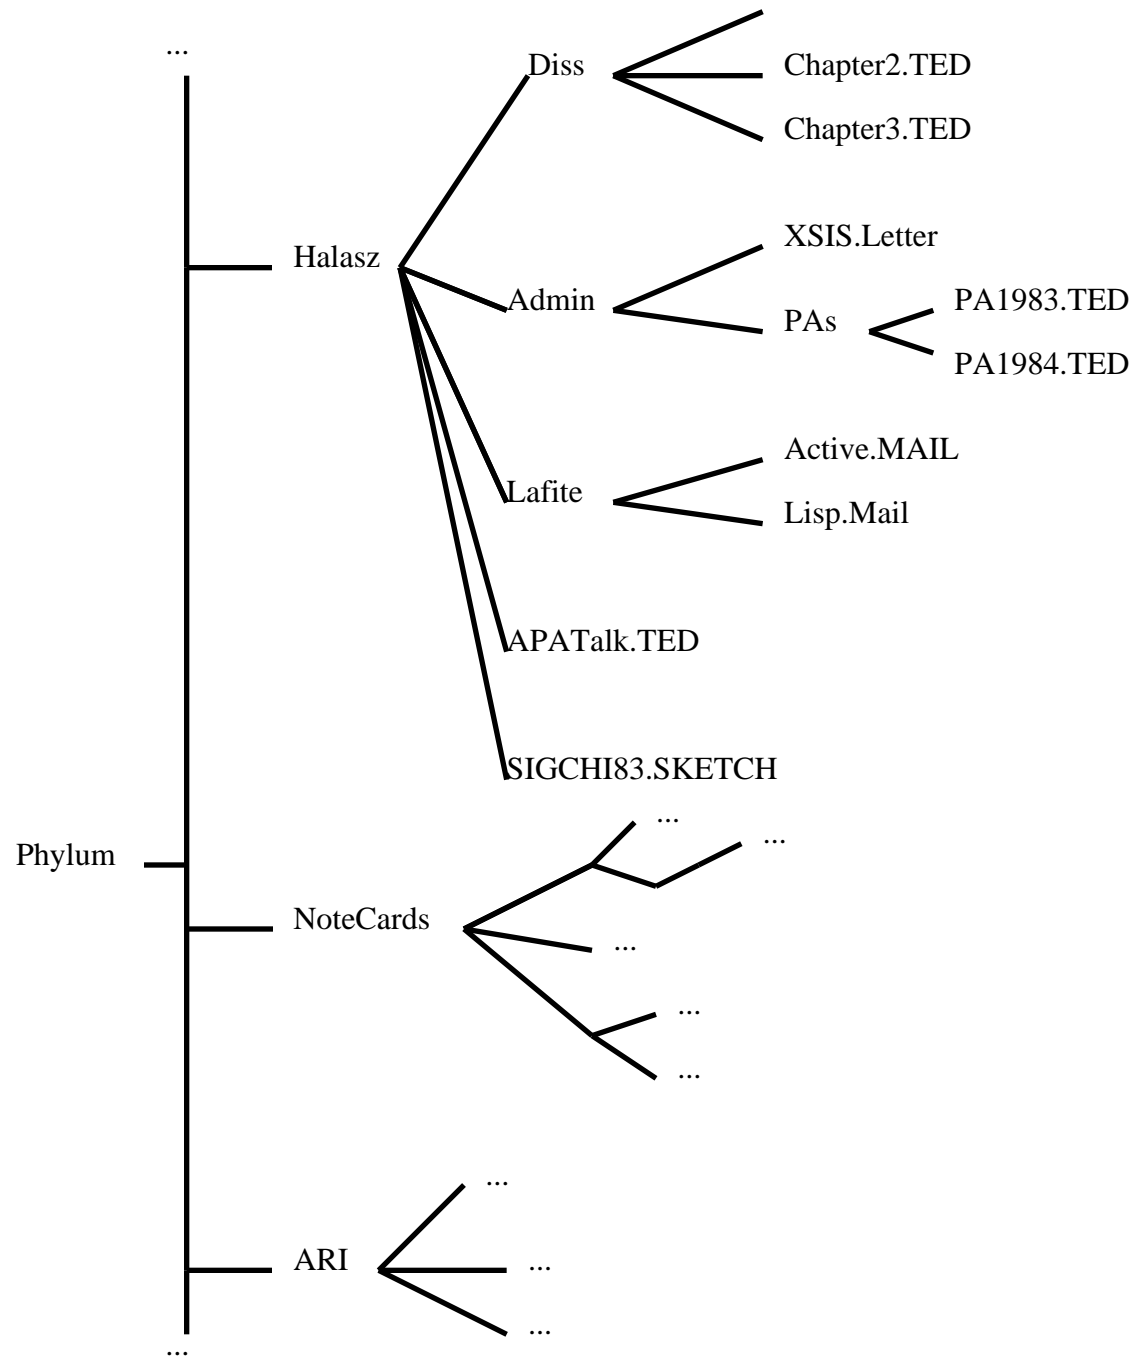 ...
Diss
Chapter2.TED
Chapter3.TED
Halasz
XSIS.Letter
Admin
PAs
PA1983.TED
PA1984.TED
Active.MAIL
Lafite
Lisp.Mail
APATalk.TED
SIGCHI83.SKETCH
...
...
Phylum
NoteCards
...
...
...
...
ARI
...
...
...